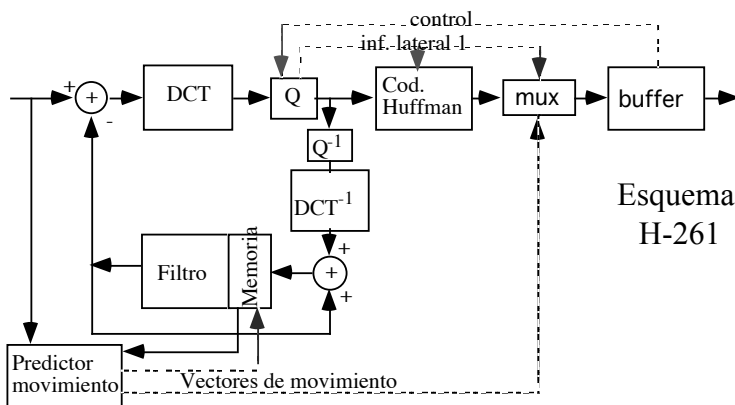 control
inf. lateral 1
+
+
-
DCT
Q
Cod.
Huffman
mux
buffer
Q-1
DCT-1
Esquema
H-261
+
+
+
Filtro
Memoria
Predictor
movimiento
Vectores de movimiento